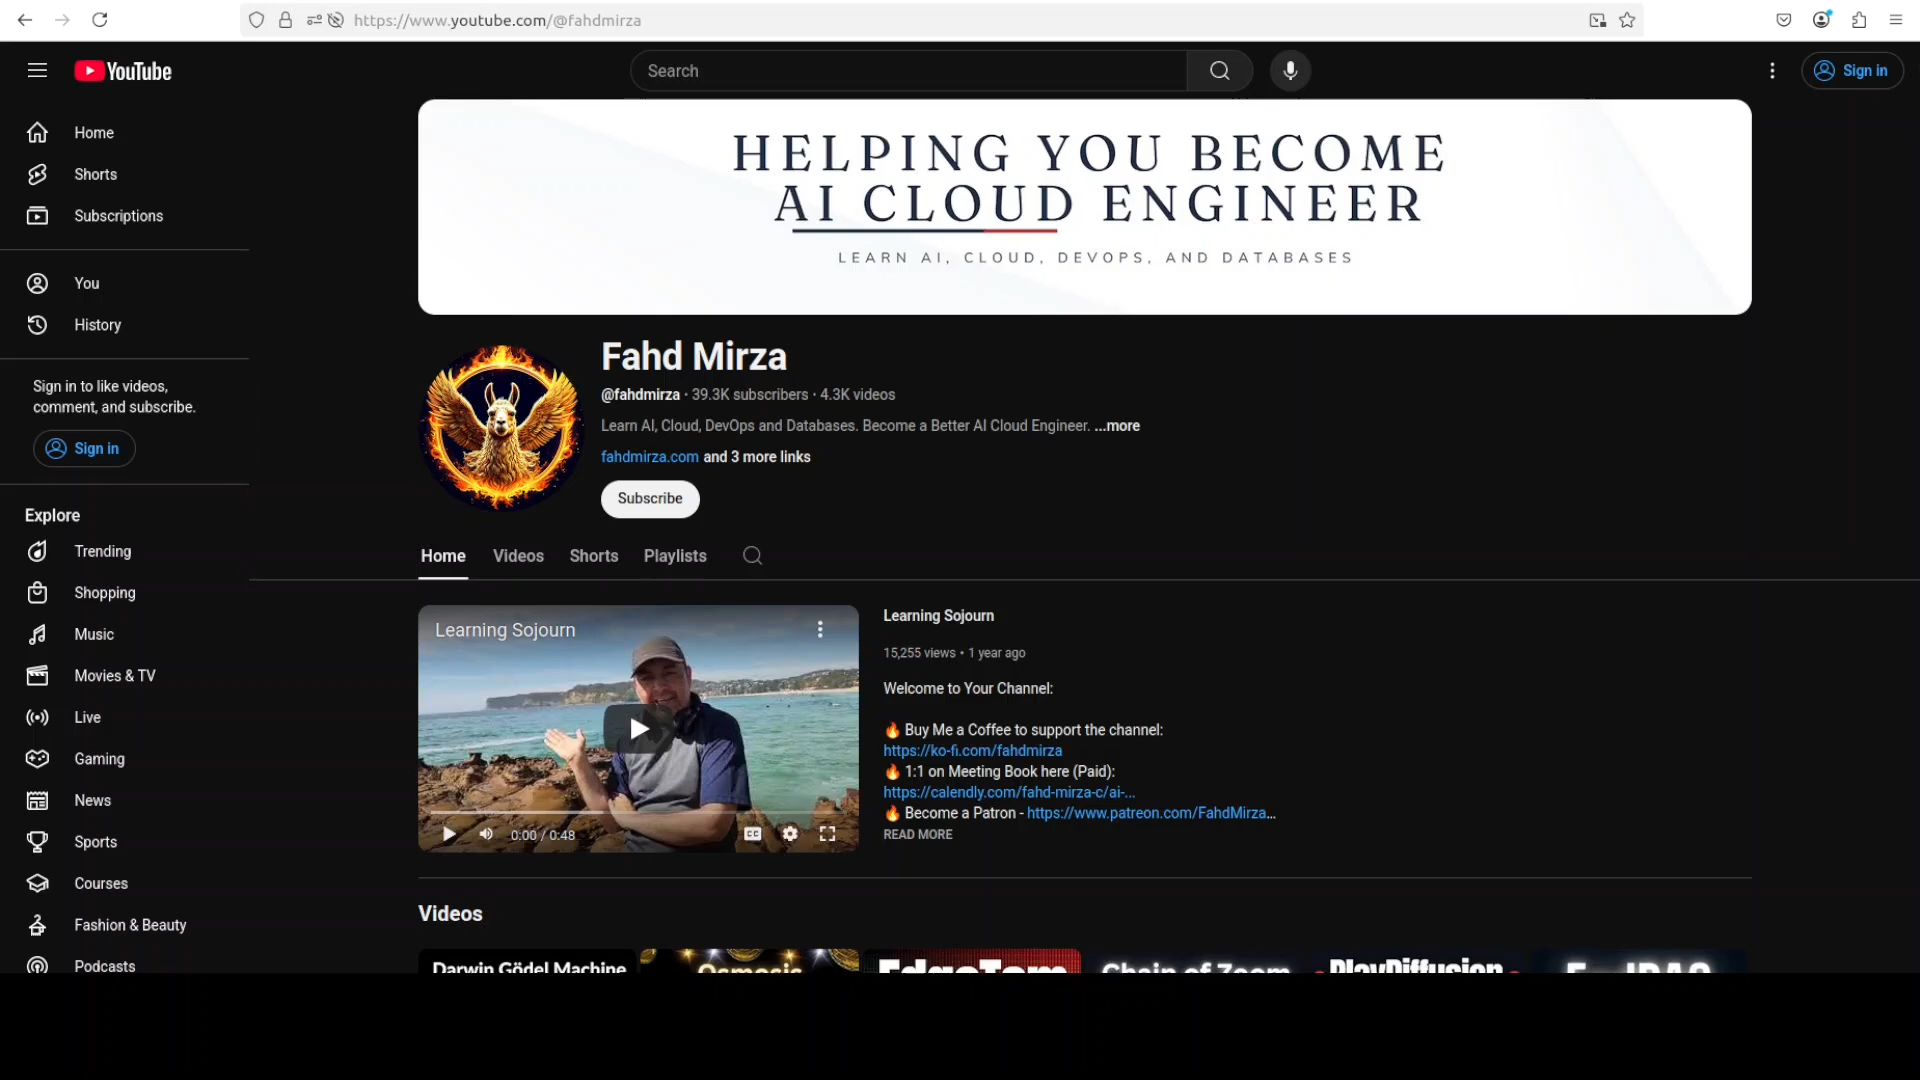 https://www.youtube.com/@fahdmirza
YouTube
Search
Sign in
Home
Shorts
Subscriptions
You
History
Sign in to like videos,
comment, and subscribe.
Sign in
Explore
Trending
Shopping
Music
Movies & TV
Live
Gaming
News
Sports
Courses
Fashion & Beauty
Podcasts
HELPING YOU BECOME
AI CLOUD ENGINEER
LEARN AI, CLOUD, DEVOPS, AND DATABASES
Fahd Mirza
@fahdmirza · 39.3K subscribers · 4.3K videos
Learn AI, Cloud, DevOps and Databases. Become a Better AI Cloud Engineer. ...more
fahdmirza.com and 3 more links
Subscribe
Home Videos Shorts Playlists
Learning Sojourn
0:00 / 0:48
CC
Learning Sojourn
15,255 views • 1 year ago
Welcome to Your Channel:
🔥 Buy Me a Coffee to support the channel:
https://ko-fi.com/fahdmirza
🔥 1:1 on Meeting Book here (Paid):
https://calendly.com/fahd-mirza-c/ai-...
🔥 Become a Patron - https://www.patreon.com/FahdMirza...
READ MORE
Videos
Darwin Gödel Machine
Osmosis
EdgeTam
Chain of Zoom
PlayDiffusion